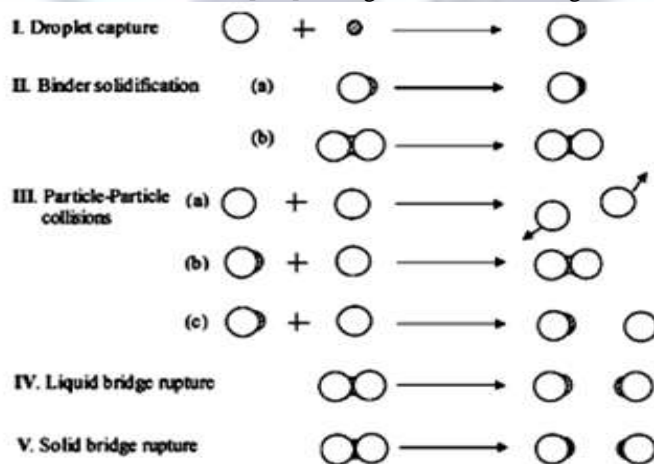 I. Droplet capture +
II. Binder solidification (a)
(b)
III. Particle-Particle (a) +
collisions
(b) +
(c) +
IV. Liquid bridge rupture
V. Solid bridge rupture